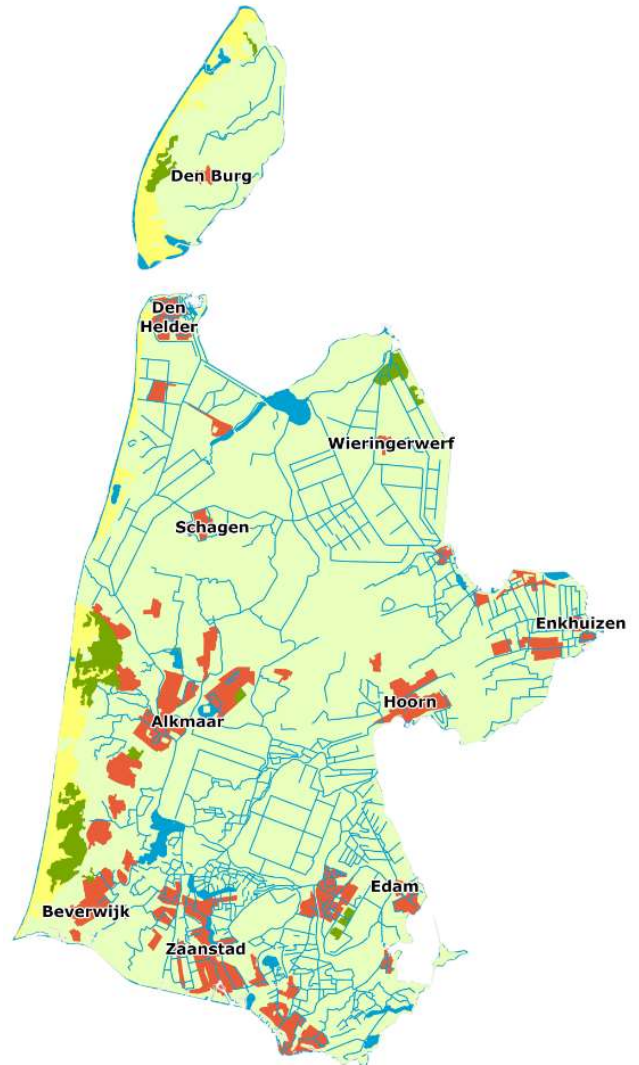 Den Burg
Den
Helder
Wieringerwerf
Schagen
Enkhuizen
Hoorn
Alkmaar
Edam
Beverwijk
Zaanstad